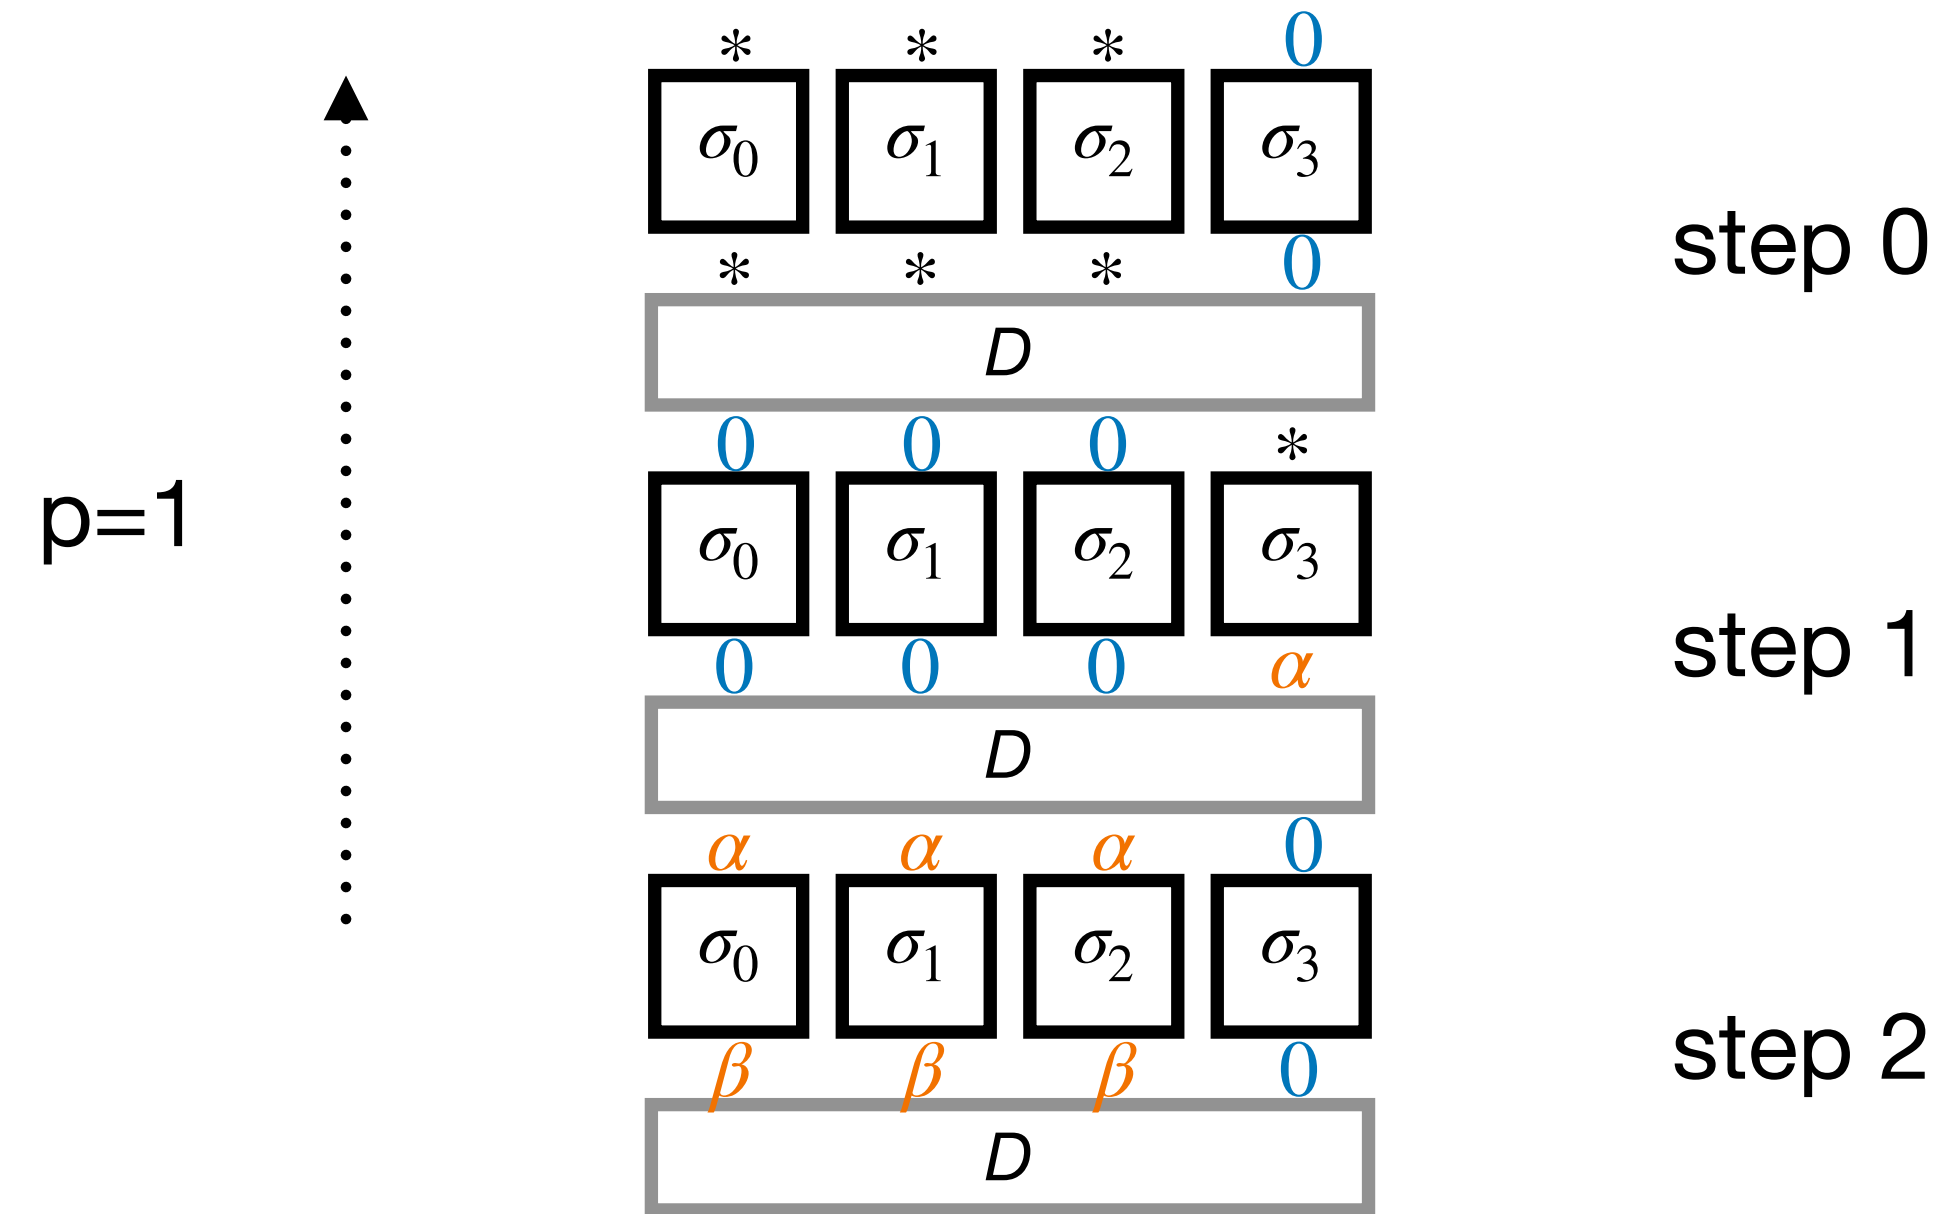 * * * 0
σ0 σ1 σ2 σ3
* * * 0
step 0
D
0 0 0 *
p=1
σ0 σ1 σ2 σ3
0 0 0 α
step 1
D
α α α 0
σ0 σ1 σ2 σ3
β β β 0
step 2
D